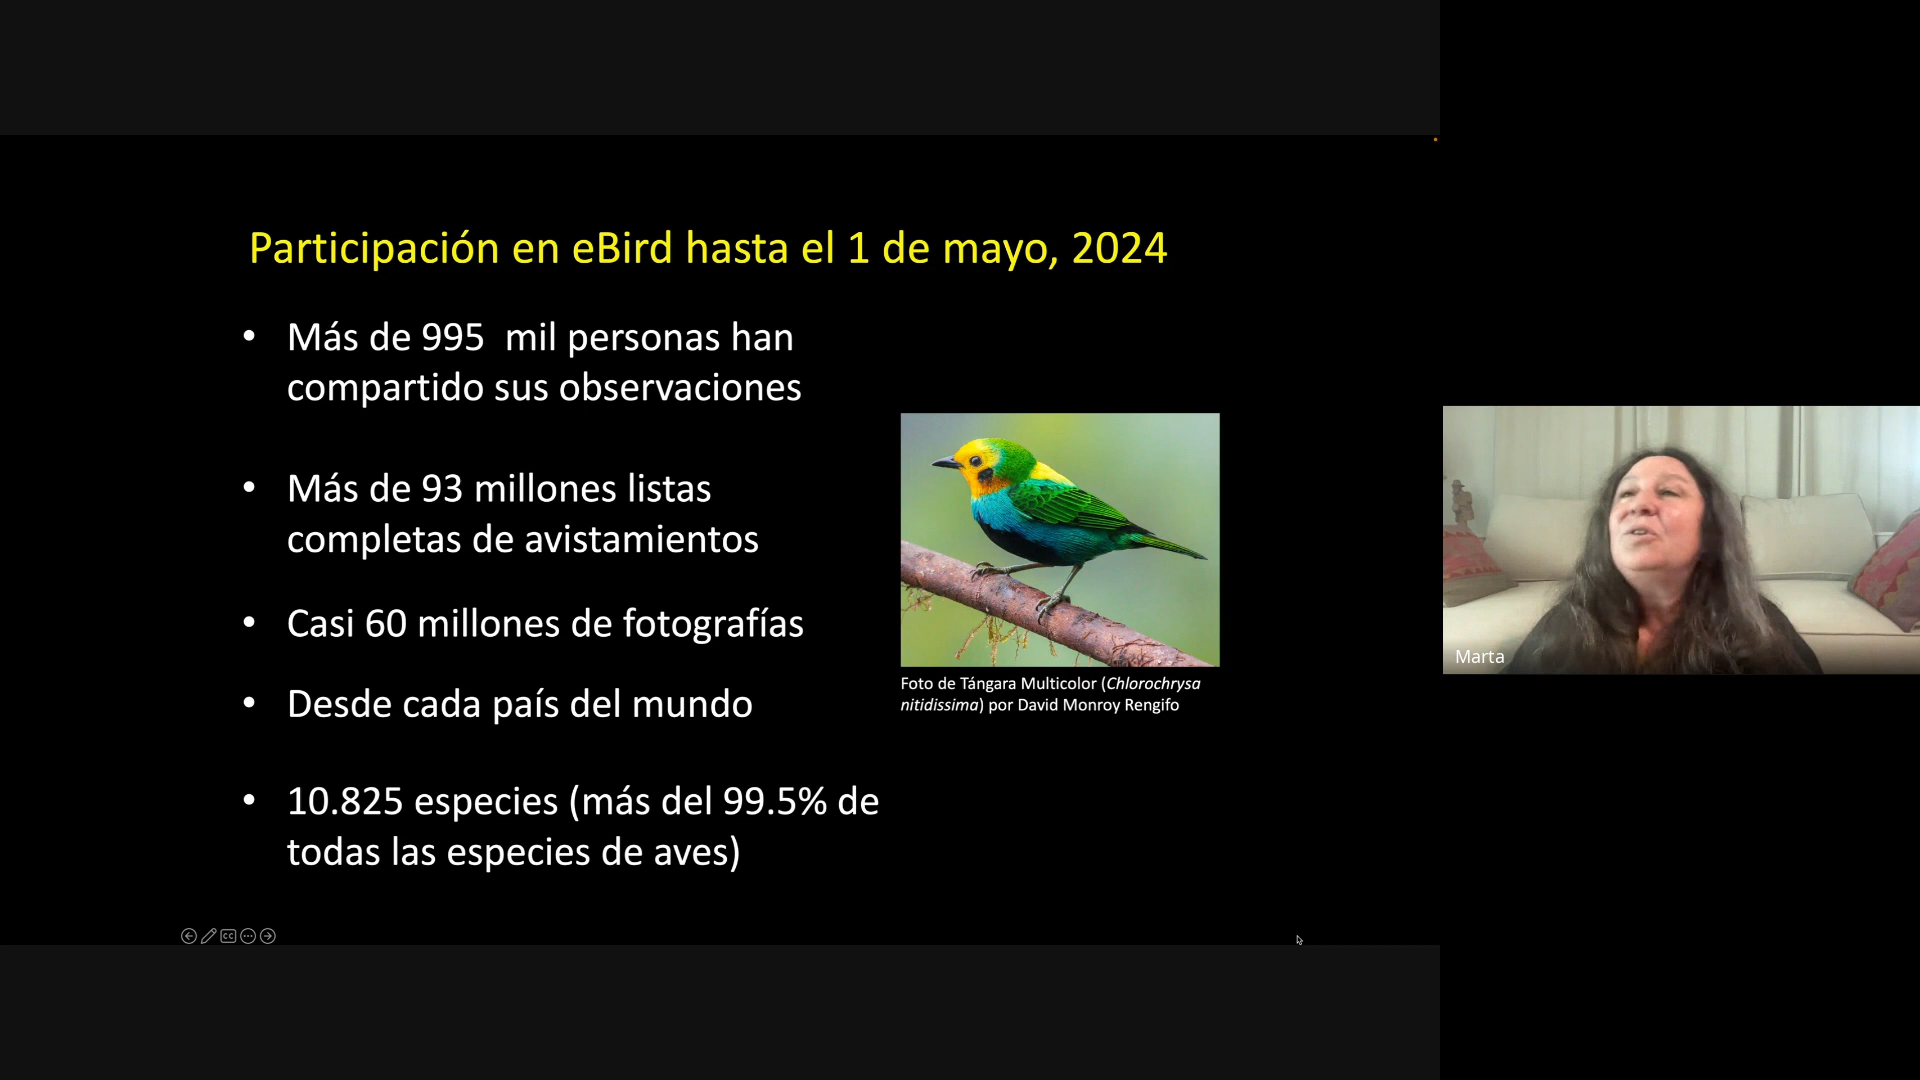 Participación en eBird hasta el 1 de mayo, 2024
• Más de 995  mil personas han
compartido sus observaciones
• Más de 93 millones listas
completas de avistamientos
• Casi 60 millones de fotografías
• Desde cada país del mundo
• 10.825 especies (más del 99.5% de
todas las especies de aves)
Foto de Tángara Multicolor (Chlorochrysa
nitidissima) por David Monroy Rengifo
Marta
CC